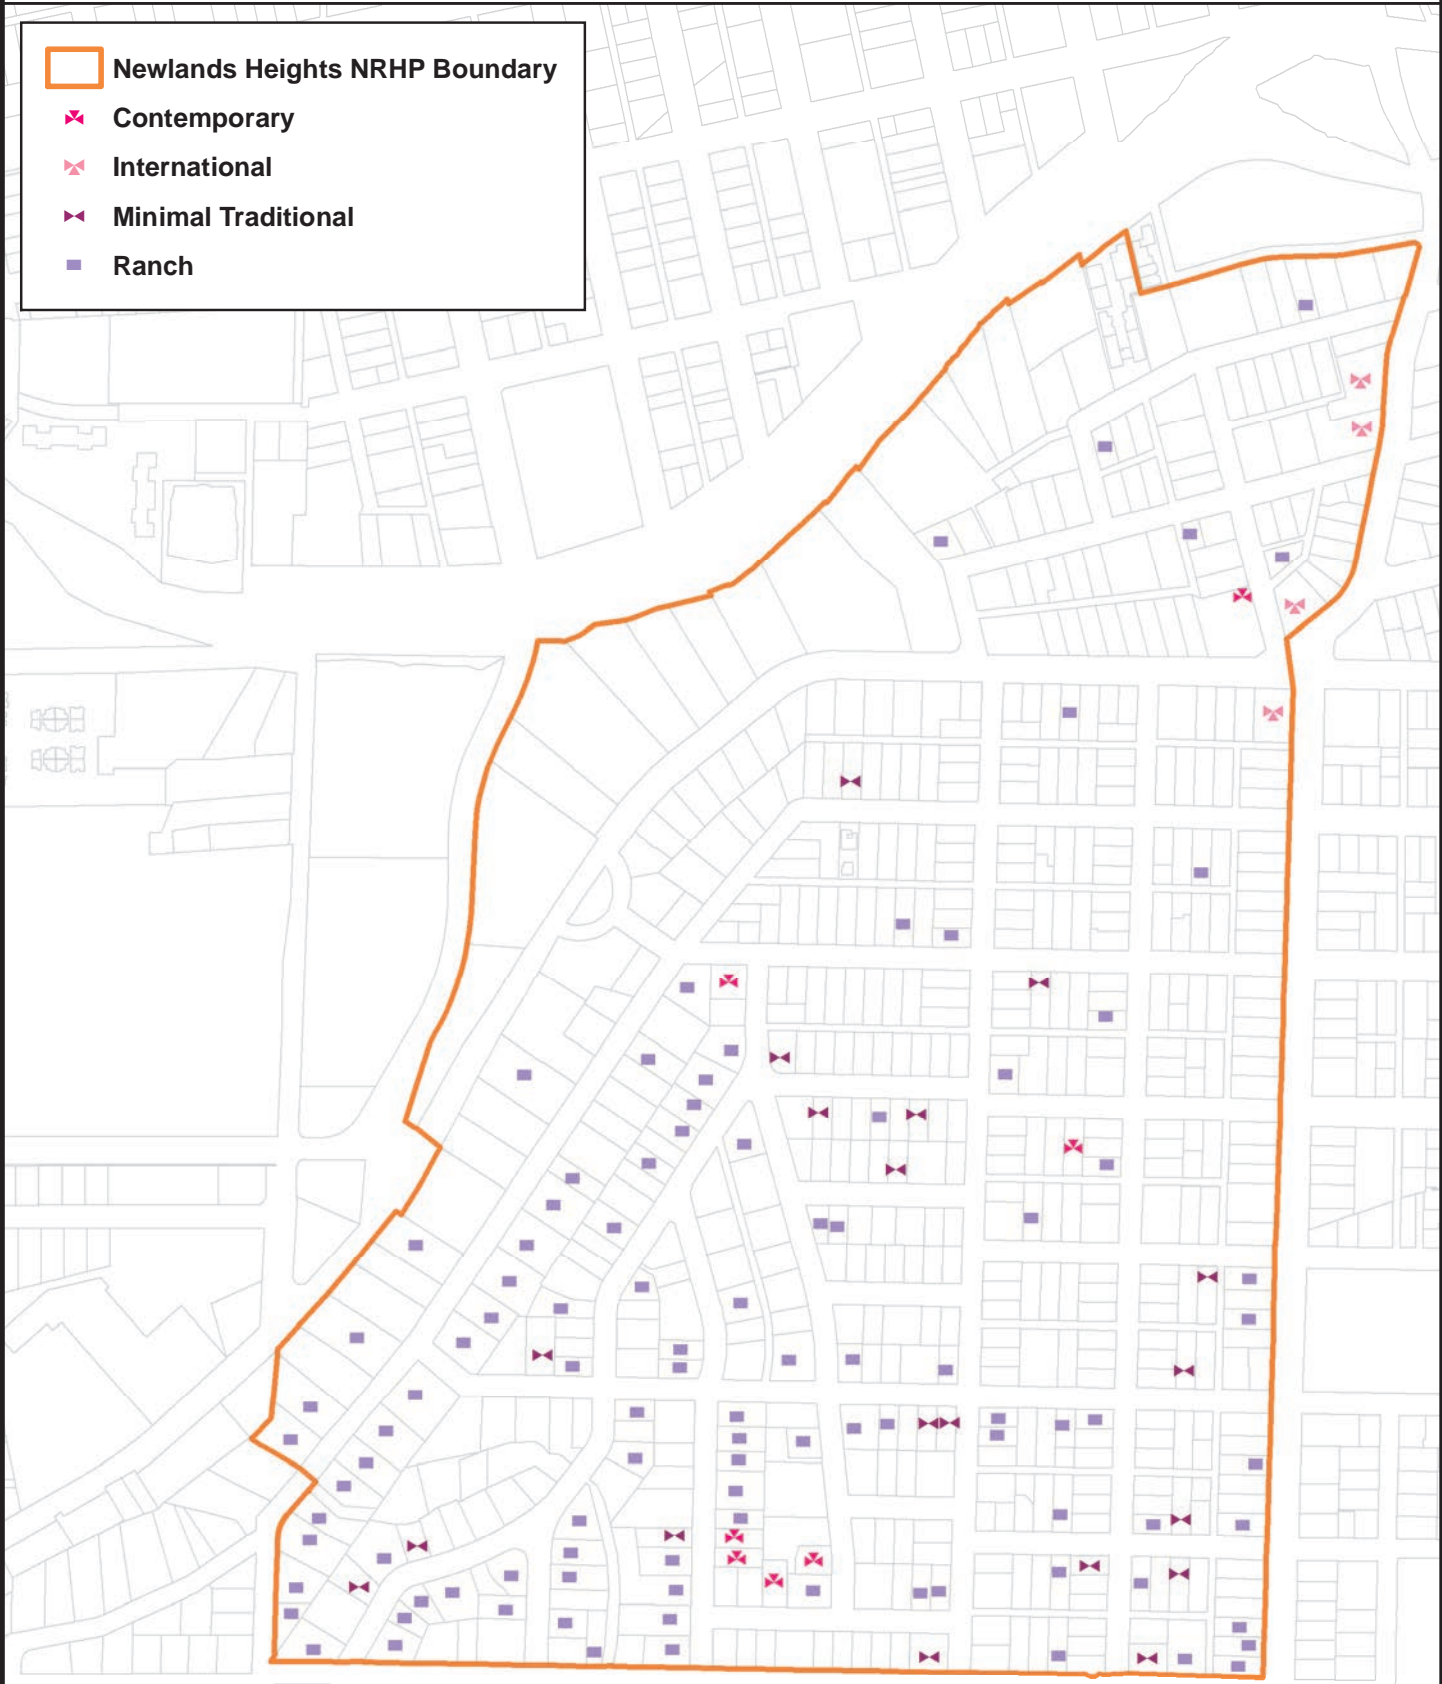 Newlands Heights NRHP Boundary
Contemporary
International
Minimal Traditional
Ranch